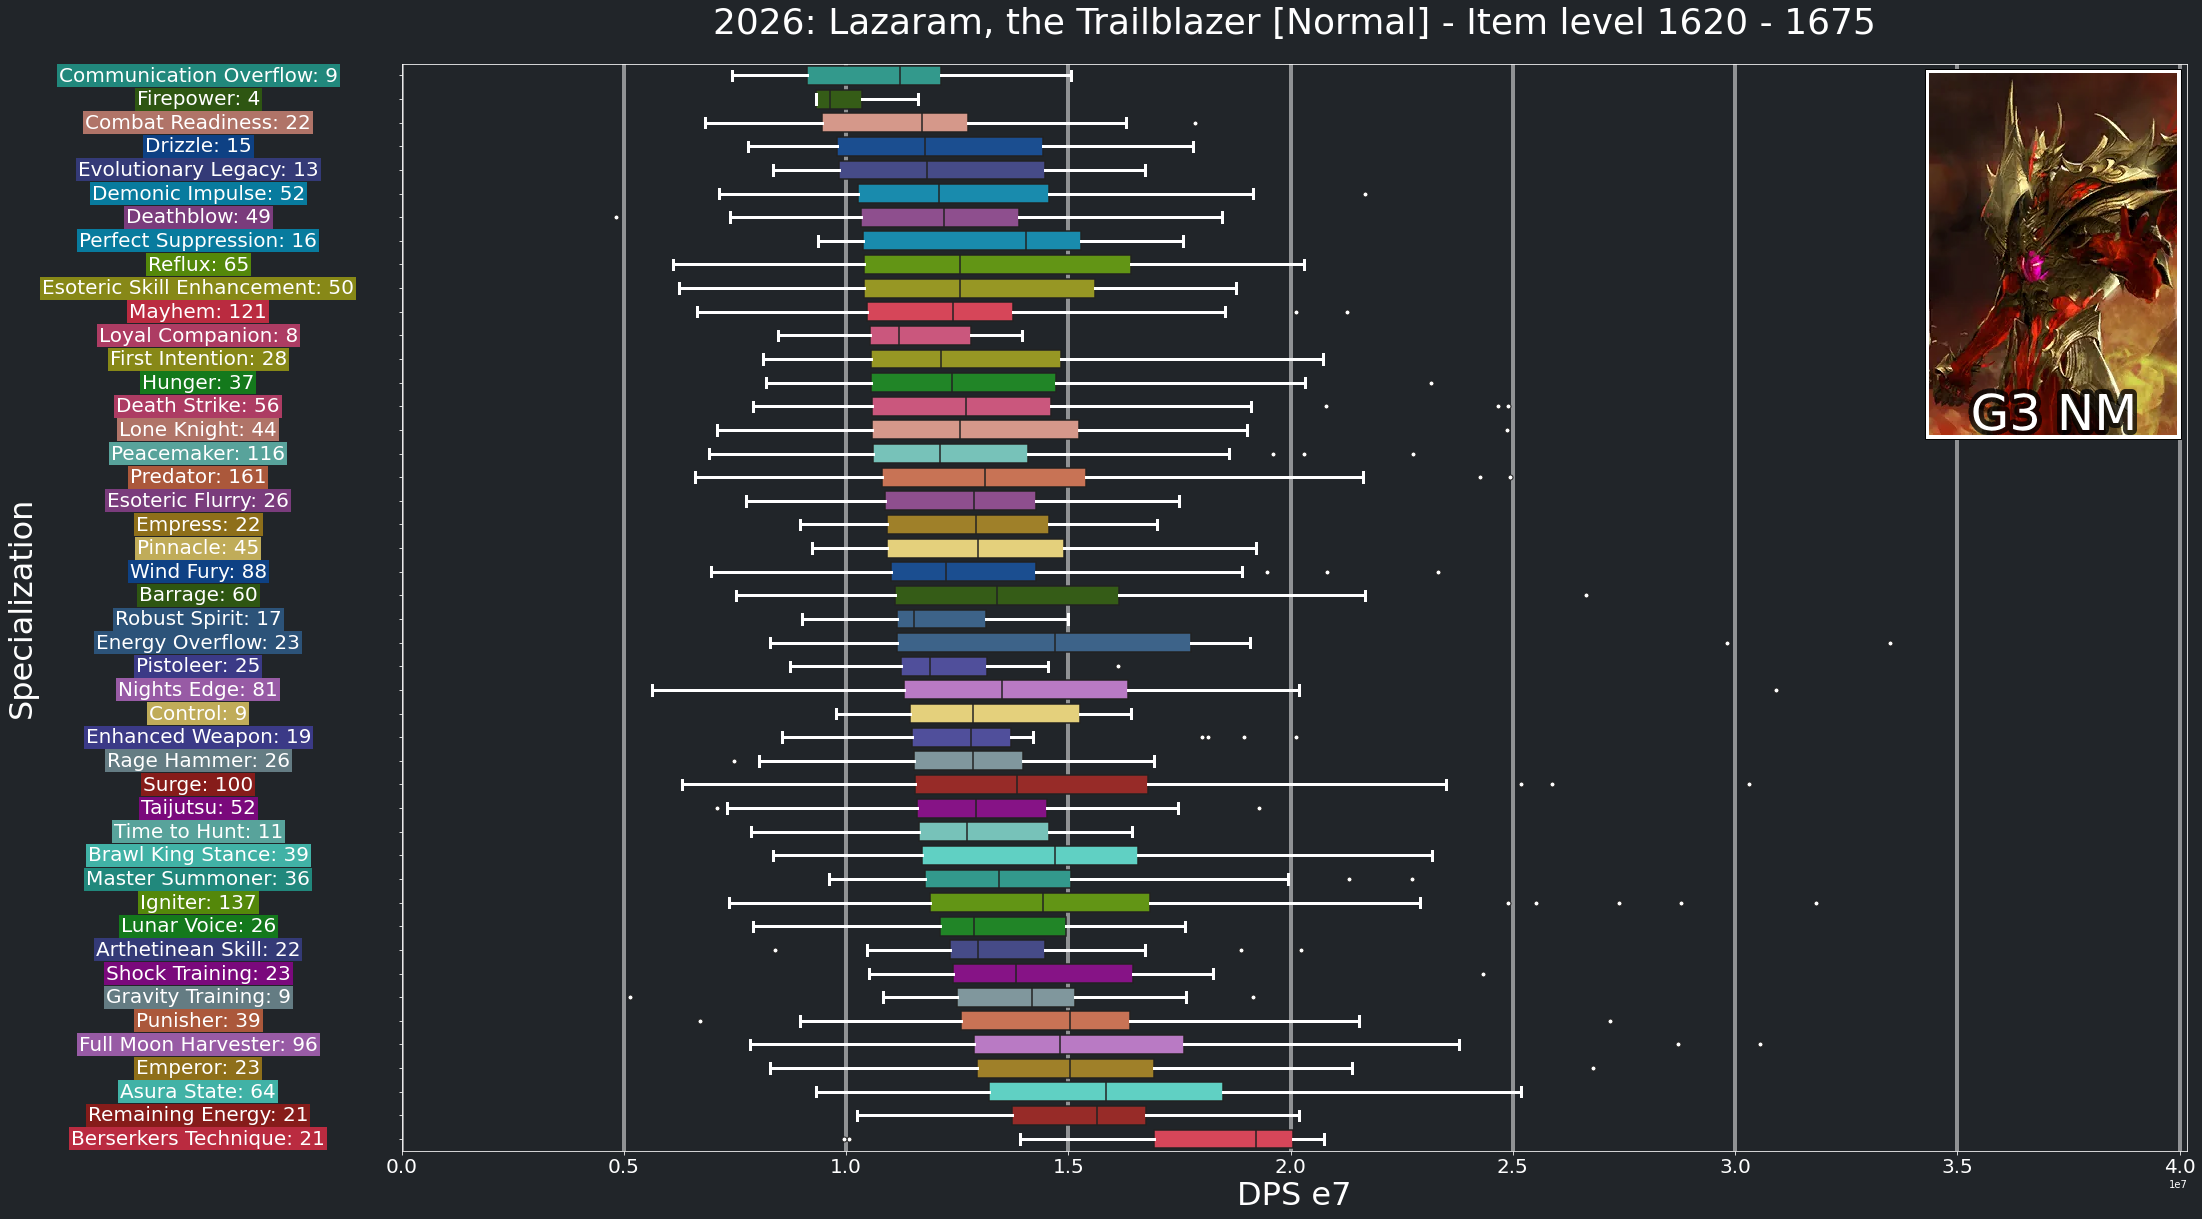 2026: Lazaram, the Trailblazer [Normal] - Item level 1620 - 1675
Specialization
Communication Overflow: 9
Firepower: 4
Combat Readiness: 22
Drizzle: 15
Evolutionary Legacy: 13
Demonic Impulse: 52
Deathblow: 49
Perfect Suppression: 16
Reflux: 65
Esoteric Skill Enhancement: 50
Mayhem: 121
Loyal Companion: 8
First Intention: 28
Hunger: 37
Death Strike: 56
Lone Knight: 44
Peacemaker: 116
Predator: 161
Esoteric Flurry: 26
Empress: 22
Pinnacle: 45
Wind Fury: 88
Barrage: 60
Robust Spirit: 17
Energy Overflow: 23
Pistoleer: 25
Nights Edge: 81
Control: 9
Enhanced Weapon: 19
Rage Hammer: 26
Surge: 100
Taijutsu: 52
Time to Hunt: 11
Brawl King Stance: 39
Master Summoner: 36
Igniter: 137
Lunar Voice: 26
Arthetinean Skill: 22
Shock Training: 23
Gravity Training: 9
Punisher: 39
Full Moon Harvester: 96
Emperor: 23
Asura State: 64
Remaining Energy: 21
Berserkers Technique: 21
G3 NM
0.0 0.5 1.0 1.5 2.0 2.5 3.0 3.5 4.0
1e7
DPS e7